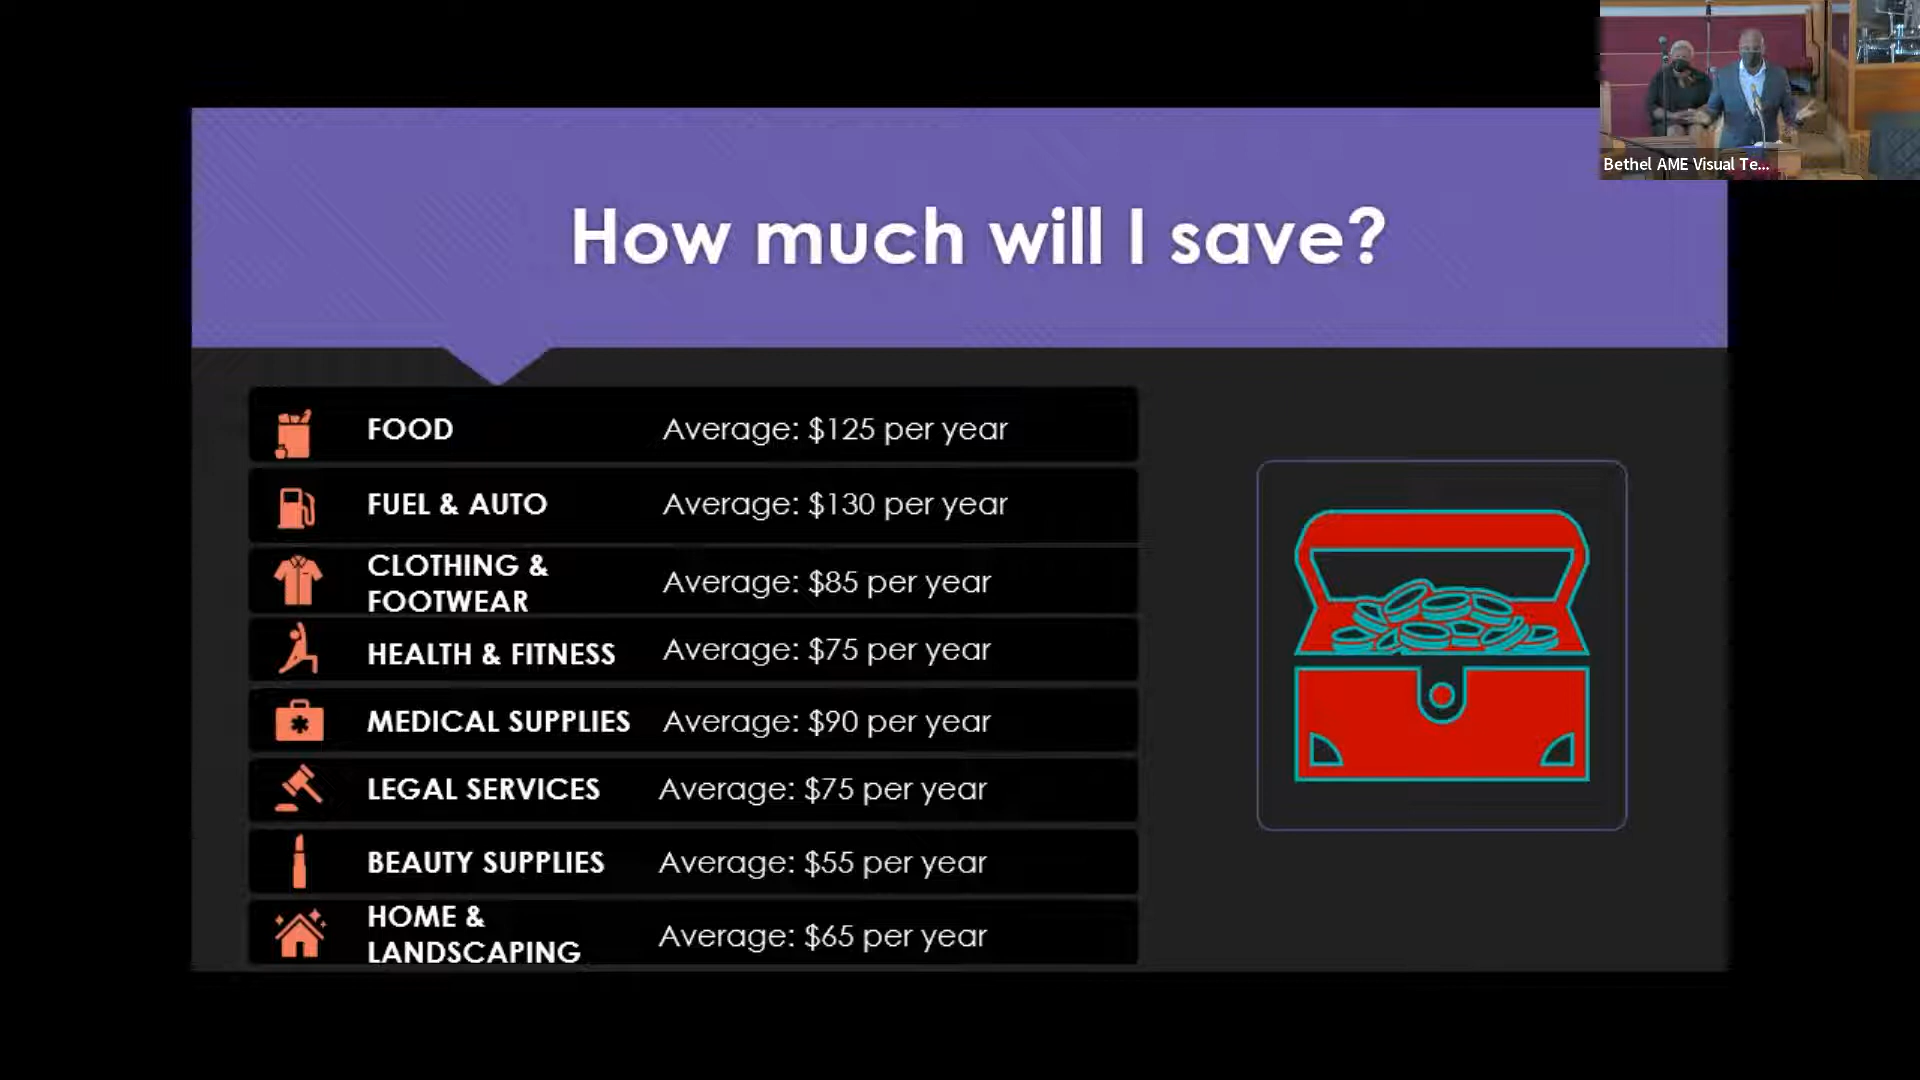 Bethel AME Visual Te...
How much will I save?
FOOD Average: $125 per year
FUEL & AUTO Average: $130 per year
CLOTHING &
FOOTWEAR Average: $85 per year
HEALTH & FITNESS Average: $75 per year
MEDICAL SUPPLIES Average: $90 per year
LEGAL SERVICES Average: $75 per year
BEAUTY SUPPLIES Average: $55 per year
HOME &
LANDSCAPING Average: $65 per year